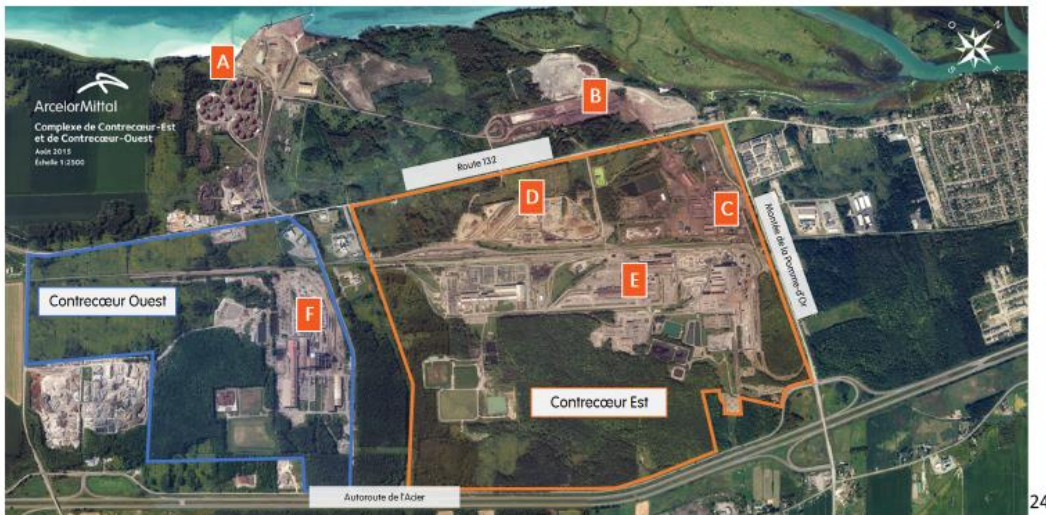 ArcelorMittal
Complexe de Contrecœur-Est
et de Contrecœur-Ouest
Août 2015
Échelle 1:2500
A
B
O
N
S
E
Route 132
D
C
Montée de la Pomme-d'Or
Contrecœur Ouest
E
F
Contrecœur Est
Autoroute de l'Acier
24